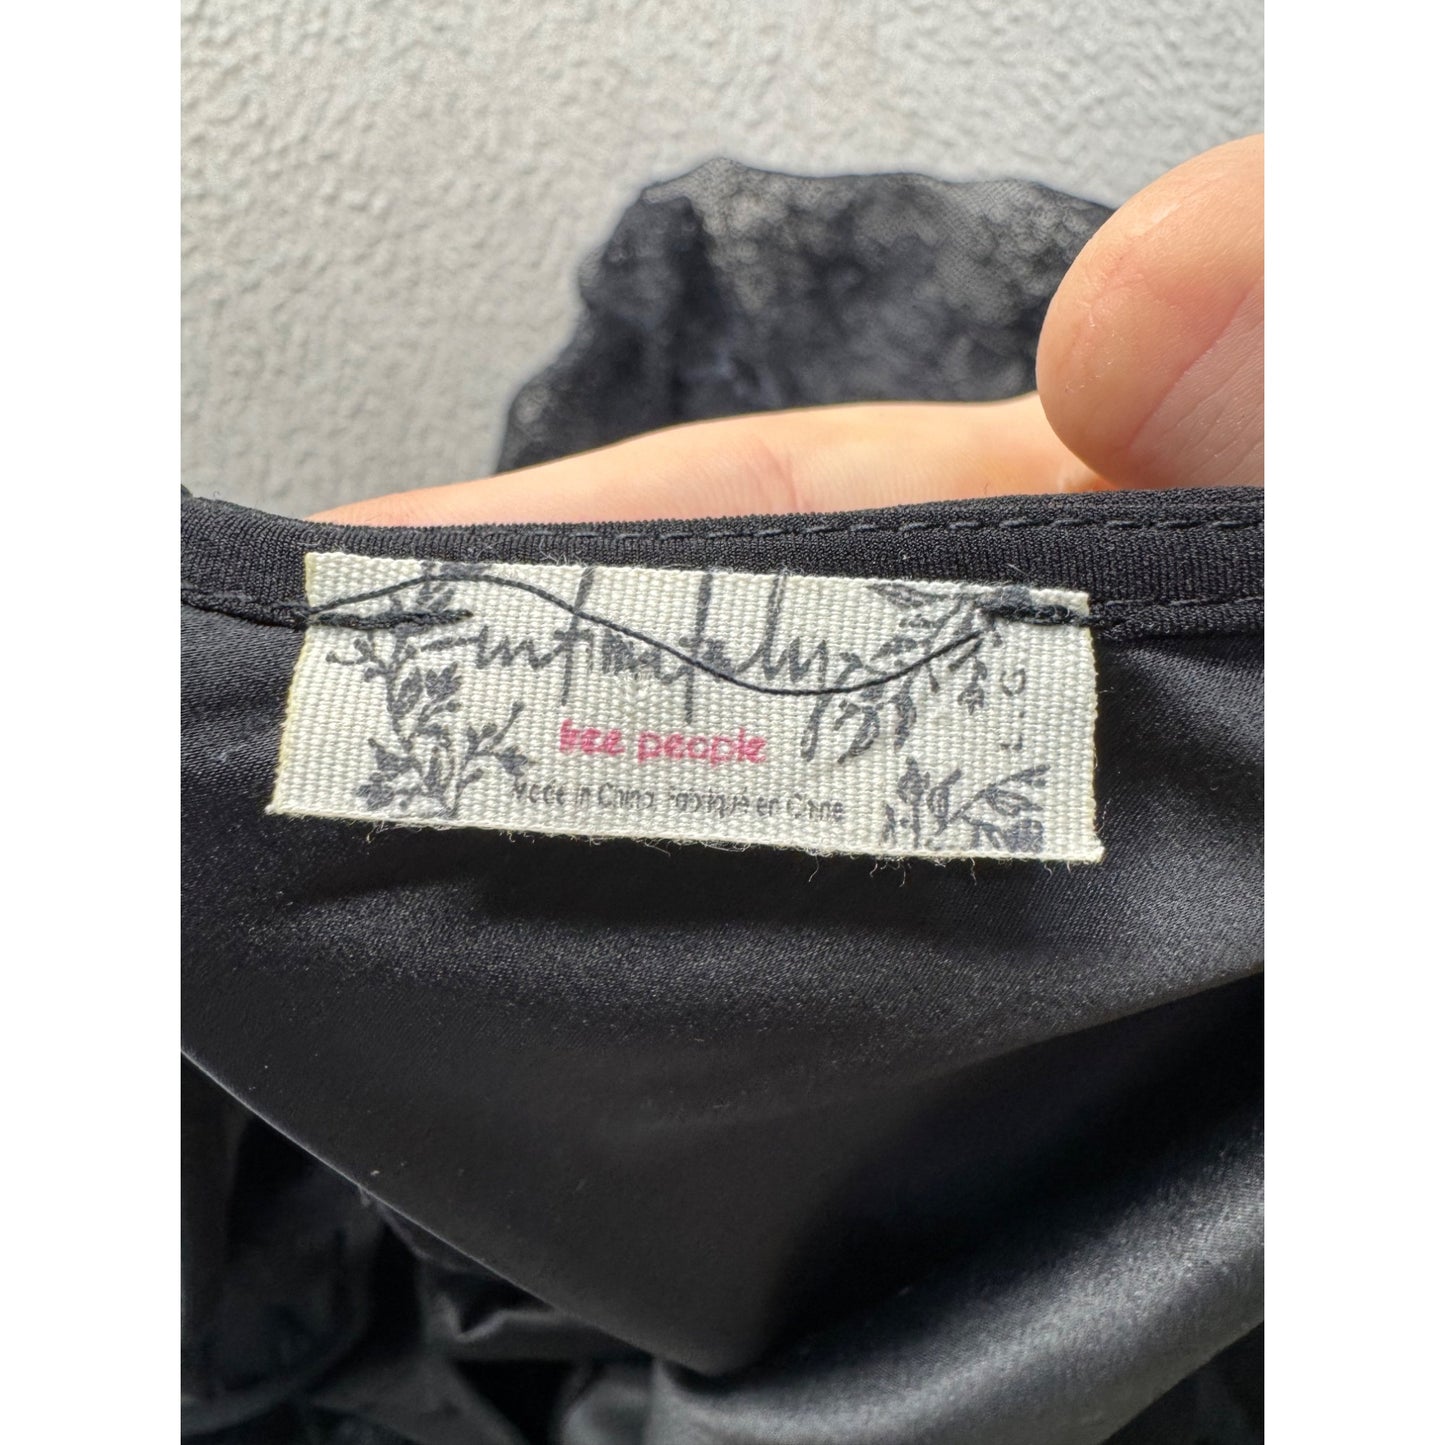 infinitely
free people
Made in China Fabriqué en Chine
L-G